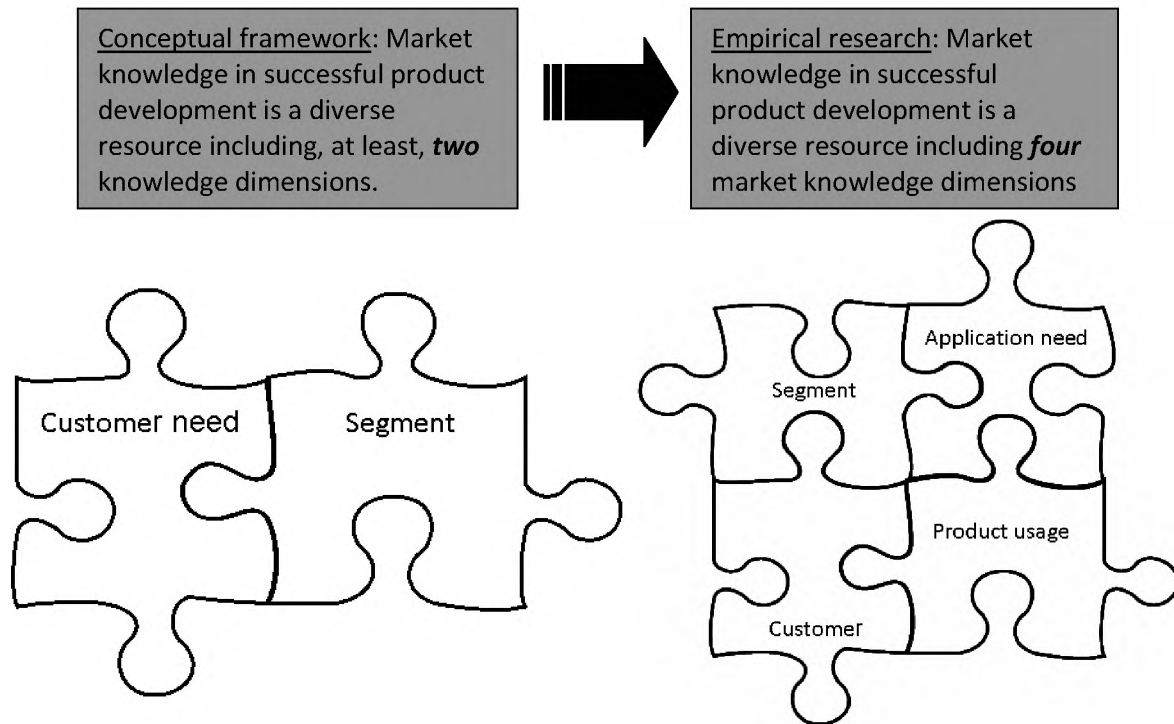 Conceptual framework: Market
knowledge in successful product
development is a diverse
resource including, at least, two
knowledge dimensions.
Empirical research: Market
knowledge in successful
product development is a
diverse resource including four
market knowledge dimensions
Customer need
Segment
Segment
Application need
Customer
Product usage